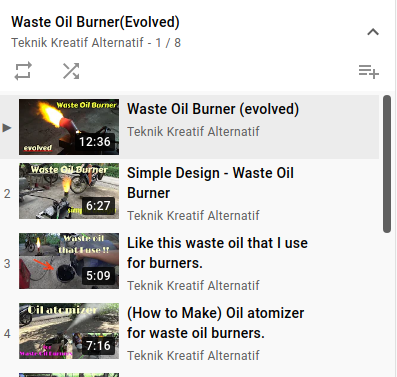 Waste Oil Burner(Evolved)
Teknik Kreatif Alternatif - 1 / 8
Waste Oil Burner
evolved
12:36
Waste Oil Burner (evolved)
Teknik Kreatif Alternatif
2
Waste Oil Burner
6:27
Simple Design - Waste Oil
Burner
Teknik Kreatif Alternatif
3
Waste oil
that I use !!
5:09
Like this waste oil that I use
for burners.
Teknik Kreatif Alternatif
4
Oil atomizer
Waste Oil Burners
7:16
(How to Make) Oil atomizer
for waste oil burners.
Teknik Kreatif Alternatif